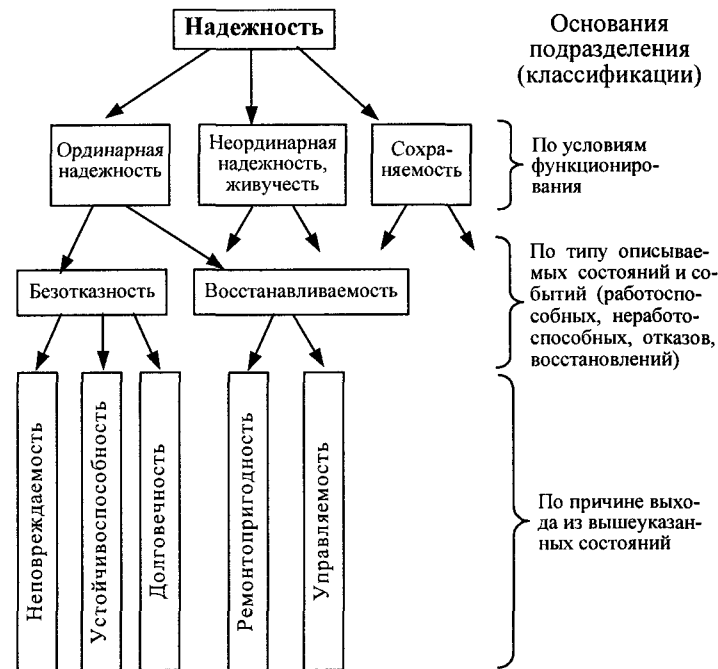 Надежность
Основания
подразделения
(классификации)
Ординарная
надежность
Неординарная
надежность,
живучесть
Сохра-
няемость
По условиям
функциониро-
вания
Безотказность
Восстанавливаемость
По типу описывае-
мых состояний и со-
бытий (работоспо-
собных, неработо-
способных, отказов,
восстановлений)
Неповреждаемость
Устойчивоспособность
Долговечность
Ремонтопригодность
Управляемость
По причине выхо-
да из вышеуказан-
ных состояний